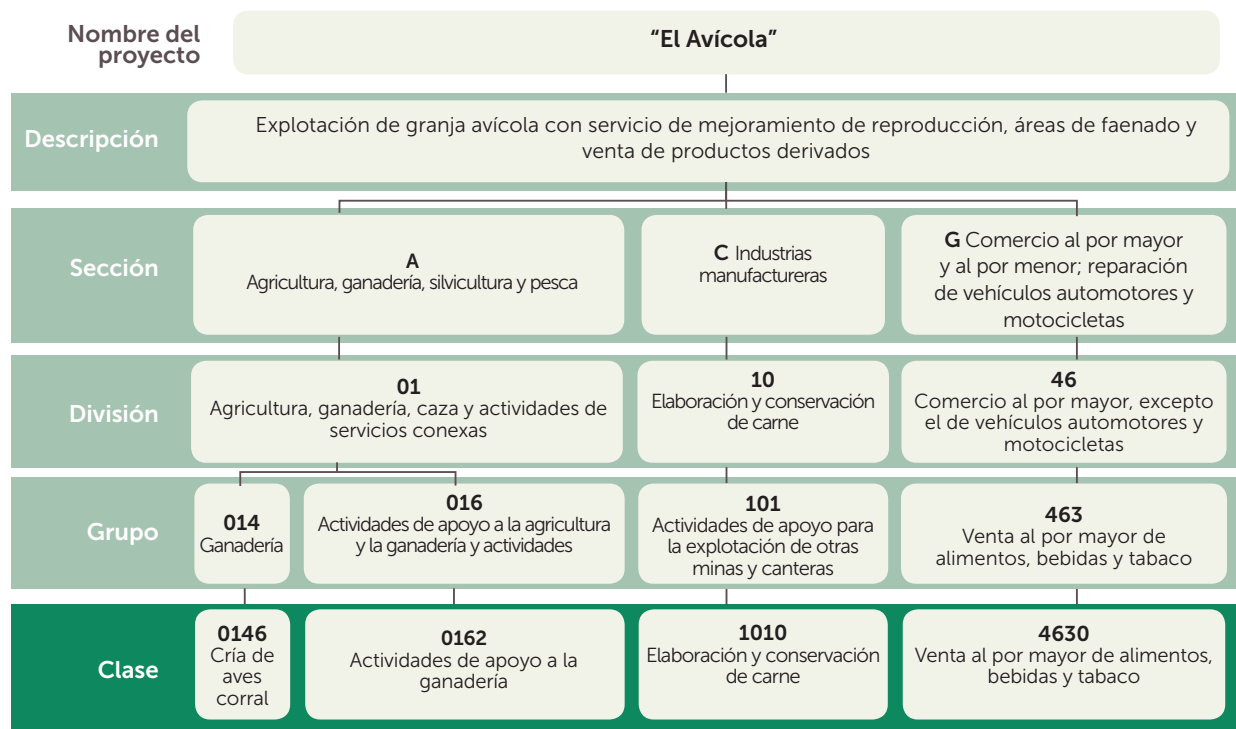 Nombre del
proyecto
“El Avícola”
Descripción
Explotación de granja avícola con servicio de mejoramiento de reproducción, áreas de faenado y
venta de productos derivados
Sección
A
Agricultura, ganadería, silvicultura y pesca
C Industrias
manufactureras
G Comercio al por mayor
y al por menor; reparación
de vehículos automotores y
motocicletas
División
01
Agricultura, ganadería, caza y actividades de
servicios conexas
10
Elaboración y conservación
de carne
46
Comercio al por mayor, excepto
el de vehículos automotores y
motocicletas
Grupo
014
Ganadería
016
Actividades de apoyo a la agricultura
y la ganadería y actividades
101
Actividades de apoyo para
la explotación de otras
minas y canteras
463
Venta al por mayor de
alimentos, bebidas y tabaco
Clase
0146
Cría de
aves
corral
0162
Actividades de apoyo a la
ganadería
1010
Elaboración y conservación
de carne
4630
Venta al por mayor de alimentos,
bebidas y tabaco